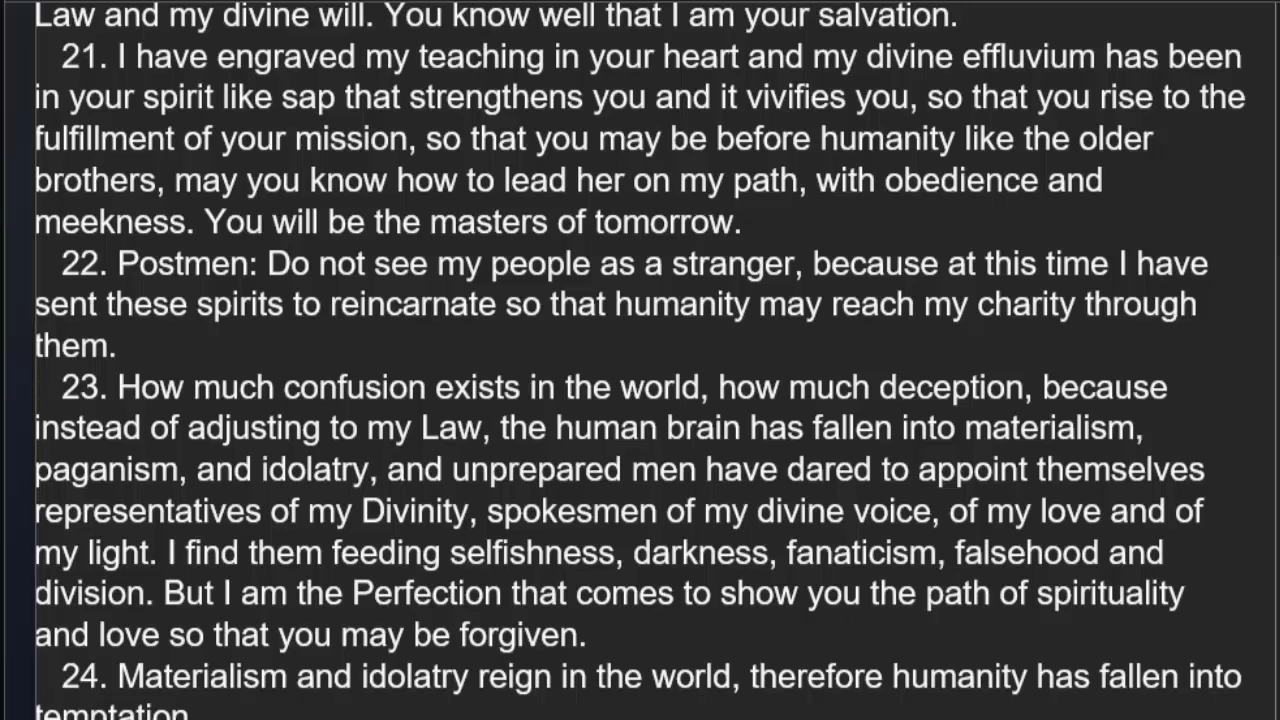 Law and my divine will. You know well that I am your salvation.
21. I have engraved my teaching in your heart and my divine effluvium has been
in your spirit like sap that strengthens you and it vivifies you, so that you rise to the
fulfillment of your mission, so that you may be before humanity like the older
brothers, may you know how to lead her on my path, with obedience and
meekness. You will be the masters of tomorrow.
22. Postmen: Do not see my people as a stranger, because at this time I have
sent these spirits to reincarnate so that humanity may reach my charity through
them.
23. How much confusion exists in the world, how much deception, because
instead of adjusting to my Law, the human brain has fallen into materialism,
paganism, and idolatry, and unprepared men have dared to appoint themselves
representatives of my Divinity, spokesmen of my divine voice, of my love and of
my light. I find them feeding selfishness, darkness, fanaticism, falsehood and
division. But I am the Perfection that comes to show you the path of spirituality
and love so that you may be forgiven.
24. Materialism and idolatry reign in the world, therefore humanity has fallen into
temptation